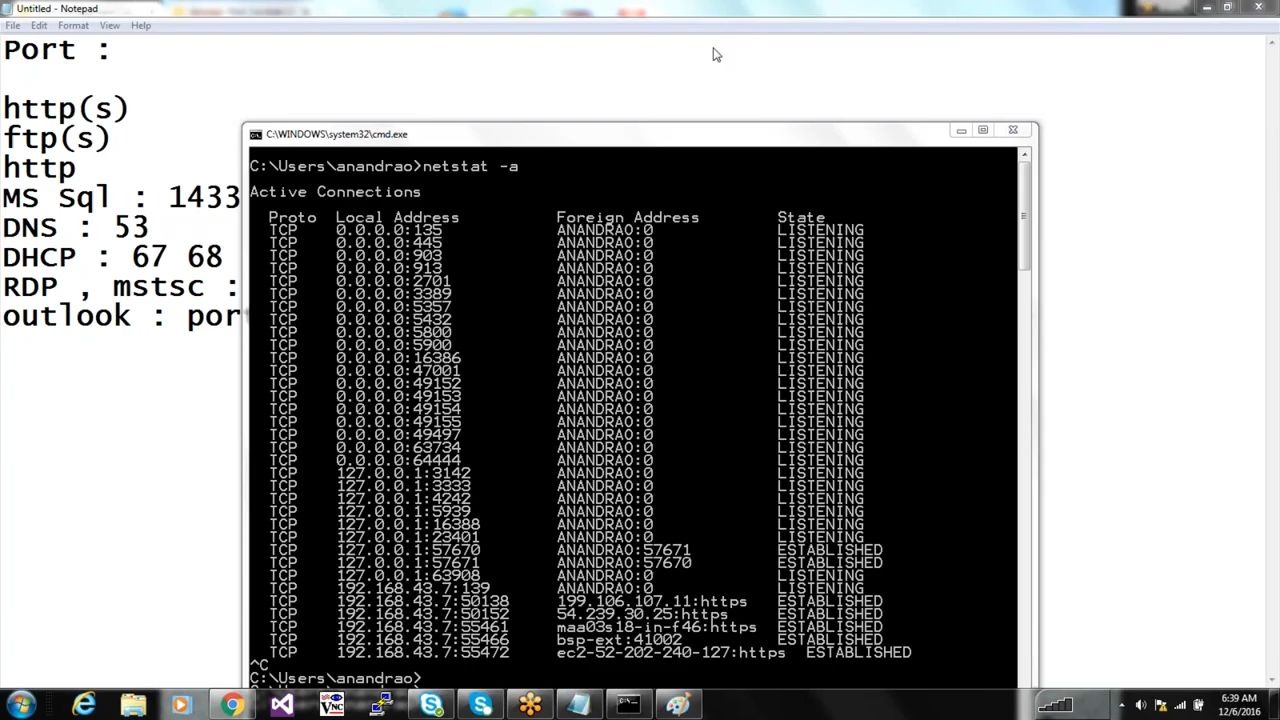 Untitled - Notepad
File Edit Format View Help
Port :
http(s)
ftp(s)
http
MS Sql : 1433
DNS : 53
DHCP : 67 68
RDP , mstsc :
outlook : por
C:\WINDOWS\system32\cmd.exe
C:\Users\anandrao>netstat -a
Active Connections
Proto Local Address Foreign Address State
TCP 0.0.0.0:135 ANANDRAO:0 LISTENING
TCP 0.0.0.0:445 ANANDRAO:0 LISTENING
TCP 0.0.0.0:903 ANANDRAO:0 LISTENING
TCP 0.0.0.0:913 ANANDRAO:0 LISTENING
TCP 0.0.0.0:2701 ANANDRAO:0 LISTENING
TCP 0.0.0.0:3389 ANANDRAO:0 LISTENING
TCP 0.0.0.0:5357 ANANDRAO:0 LISTENING
TCP 0.0.0.0:5432 ANANDRAO:0 LISTENING
TCP 0.0.0.0:5800 ANANDRAO:0 LISTENING
TCP 0.0.0.0:5900 ANANDRAO:0 LISTENING
TCP 0.0.0.0:16386 ANANDRAO:0 LISTENING
TCP 0.0.0.0:47001 ANANDRAO:0 LISTENING
TCP 0.0.0.0:49152 ANANDRAO:0 LISTENING
TCP 0.0.0.0:49153 ANANDRAO:0 LISTENING
TCP 0.0.0.0:49154 ANANDRAO:0 LISTENING
TCP 0.0.0.0:49155 ANANDRAO:0 LISTENING
TCP 0.0.0.0:49497 ANANDRAO:0 LISTENING
TCP 0.0.0.0:63734 ANANDRAO:0 LISTENING
TCP 0.0.0.0:64444 ANANDRAO:0 LISTENING
TCP 127.0.0.1:3142 ANANDRAO:0 LISTENING
TCP 127.0.0.1:3333 ANANDRAO:0 LISTENING
TCP 127.0.0.1:4242 ANANDRAO:0 LISTENING
TCP 127.0.0.1:5939 ANANDRAO:0 LISTENING
TCP 127.0.0.1:16388 ANANDRAO:0 LISTENING
TCP 127.0.0.1:23401 ANANDRAO:0 LISTENING
TCP 127.0.0.1:57670 ANANDRAO:57671 ESTABLISHED
TCP 127.0.0.1:57671 ANANDRAO:57670 ESTABLISHED
TCP 127.0.0.1:63908 ANANDRAO:0 LISTENING
TCP 192.168.43.7:139 ANANDRAO:0 LISTENING
TCP 192.168.43.7:50138 199.106.107.11:https ESTABLISHED
TCP 192.168.43.7:50152 54.239.30.25:https ESTABLISHED
TCP 192.168.43.7:55461 maa03s18-in-f46:https ESTABLISHED
TCP 192.168.43.7:55466 bsp-ext:41002 ESTABLISHED
TCP 192.168.43.7:55472 ec2-52-202-240-127:https ESTABLISHED
^C
C:\Users\anandrao>
6:39 AM
12/6/2016